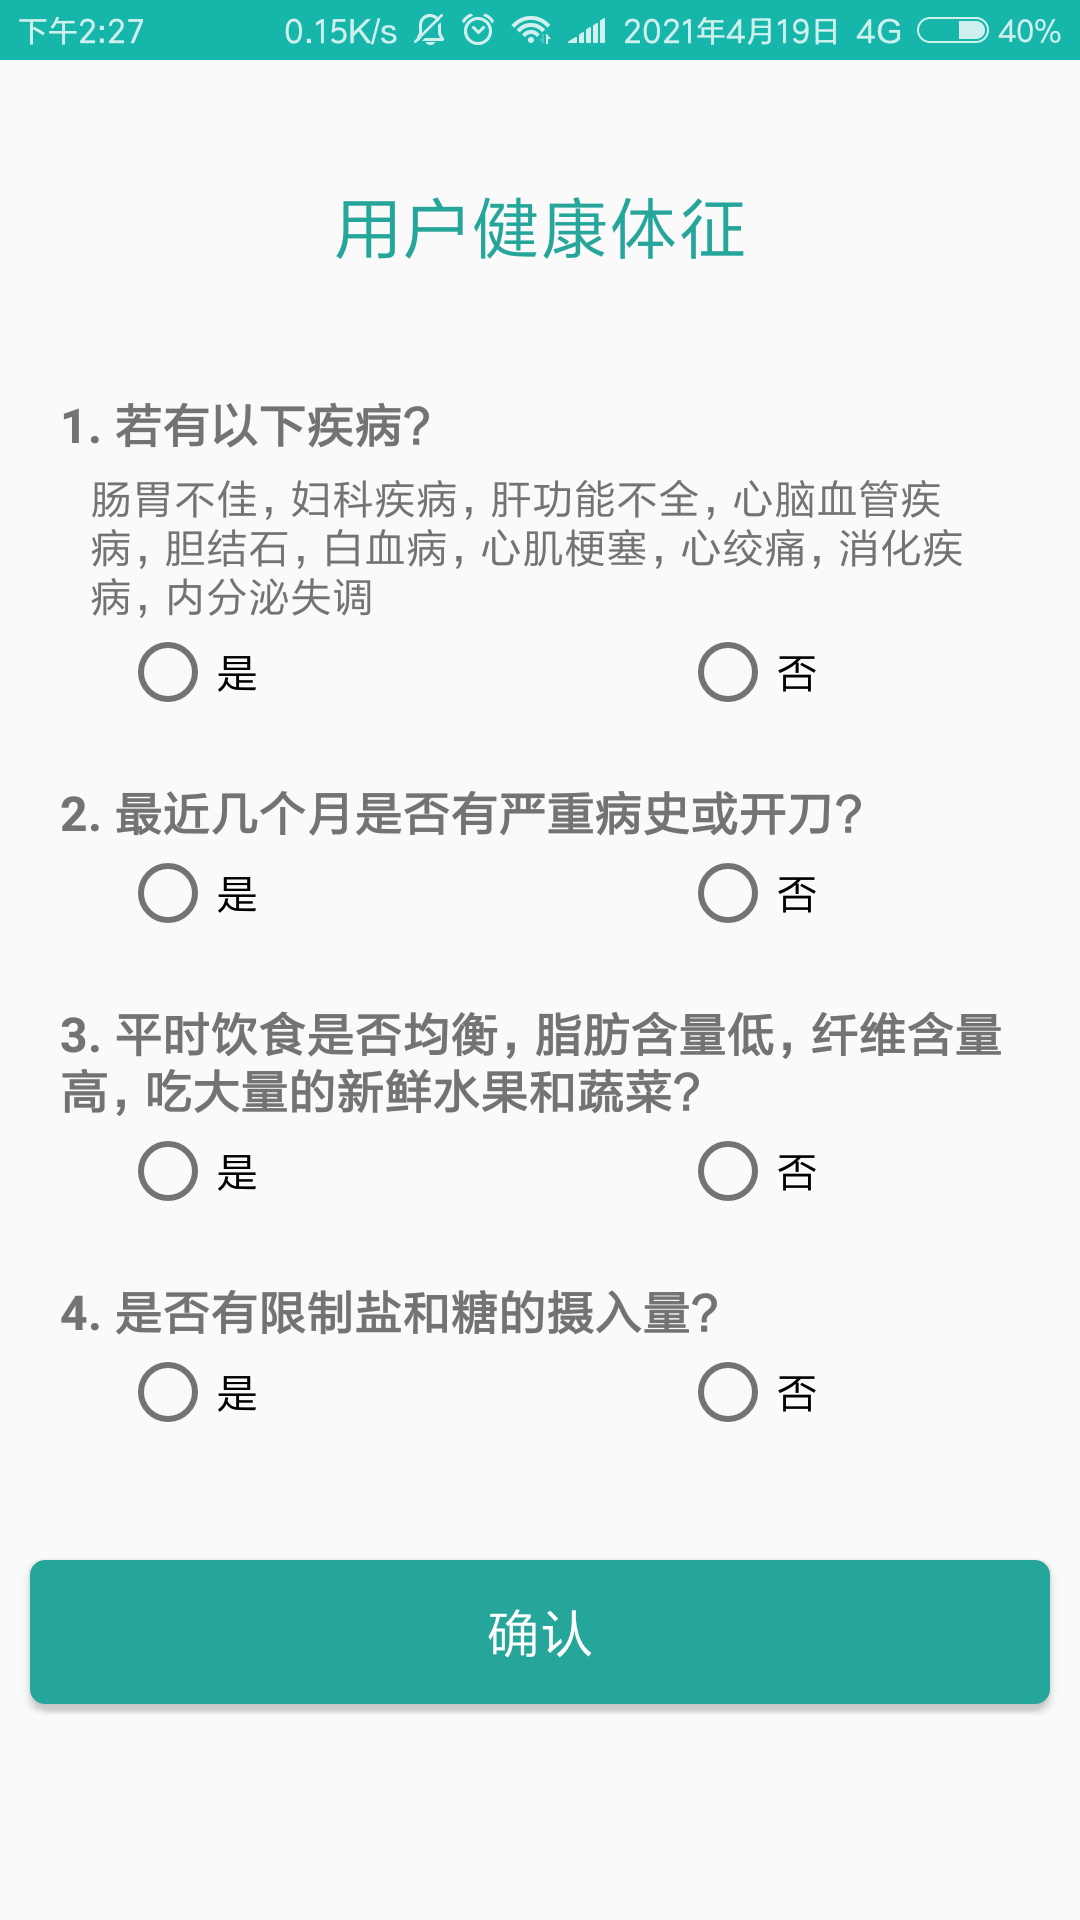 下午2:27 0.15K/s 2021年4月19日 4G 40%
用户健康体征
1. 若有以下疾病?
肠胃不佳, 妇科疾病, 肝功能不全, 心脑血管疾
病, 胆结石, 白血病, 心肌梗塞, 心绞痛, 消化疾
病, 内分泌失调
是 否
2. 最近几个月是否有严重病史或开刀?
是 否
3. 平时饮食是否均衡, 脂肪含量低, 纤维含量
高, 吃大量的新鲜水果和蔬菜?
是 否
4. 是否有限制盐和糖的摄入量?
是 否
确认